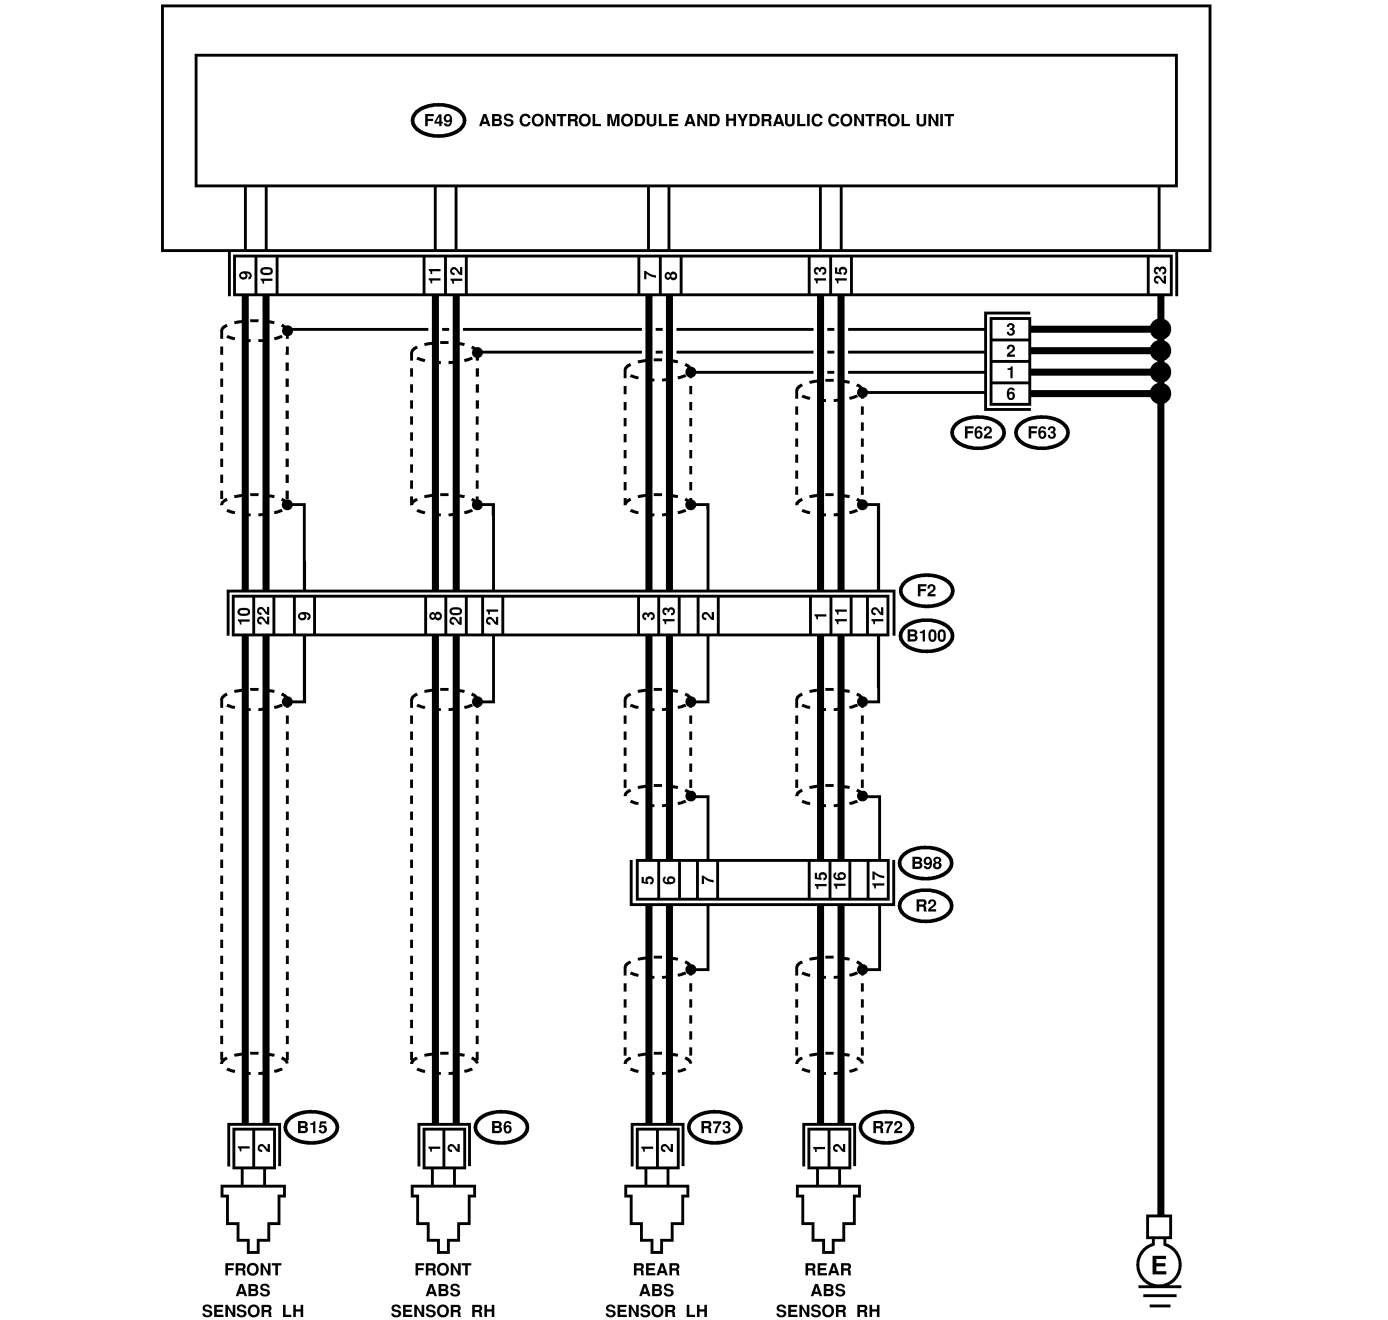 F49 ABS CONTROL MODULE AND HYDRAULIC CONTROL UNIT
9 10 11 12 7 8 13 15 23
3
2
1
6
F62 F63
F2
10 22 9 8 20 21 3 13 2 1 11 12
B100
B98
5 6 7 15 16 17
R2
B15 B6 R73 R72
1 2 1 2 1 2 1 2
E
FRONT
ABS
SENSOR LH
FRONT
ABS
SENSOR RH
REAR
ABS
SENSOR LH
REAR
ABS
SENSOR RH